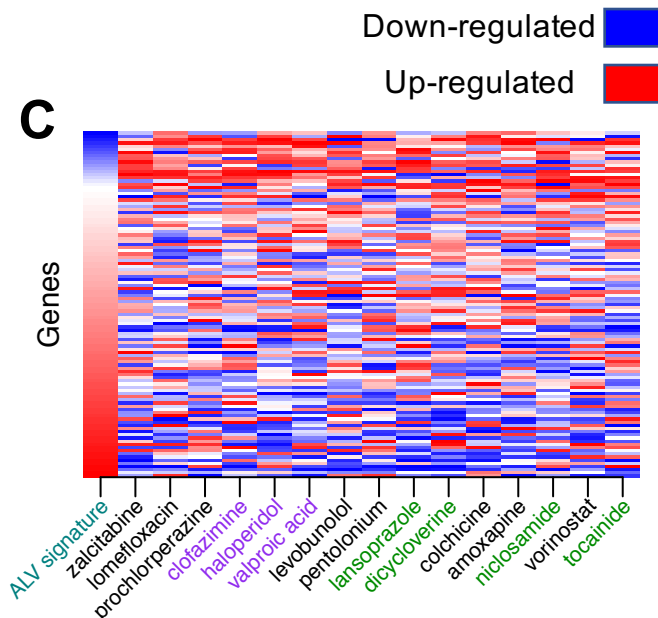 Down-regulated
Up-regulated
C
Genes
ALV signature
zalcitabine
lomefloxacin
prochlorperazine
clofazimine
haloperidol
valproic acid
levobunolol
pentolonium
lansoprazole
dicycloverine
colchicine
amoxapine
niclosamide
vorinostat
tocainide